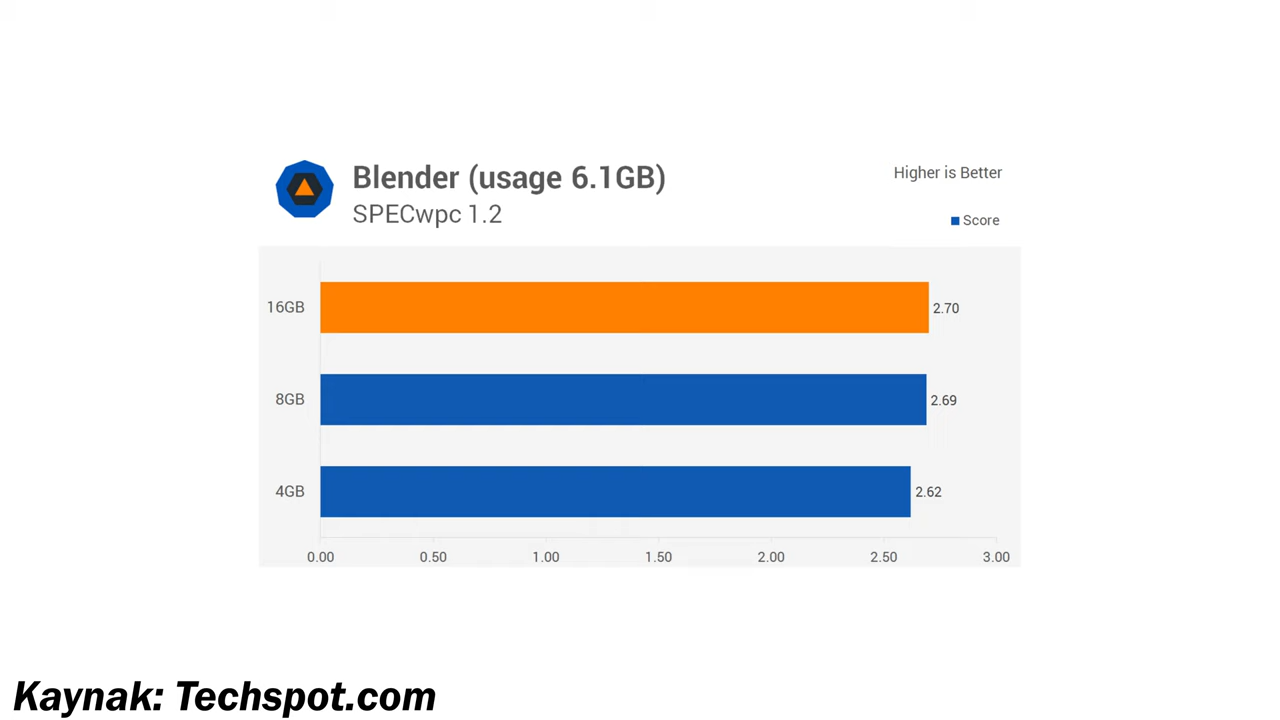 Blender (usage 6.1GB)
SPECwpc 1.2
Higher is Better
Score
16GB
2.70
8GB
2.69
4GB
2.62
0.00 0.50 1.00 1.50 2.00 2.50 3.00
Kaynak: Techspot.com